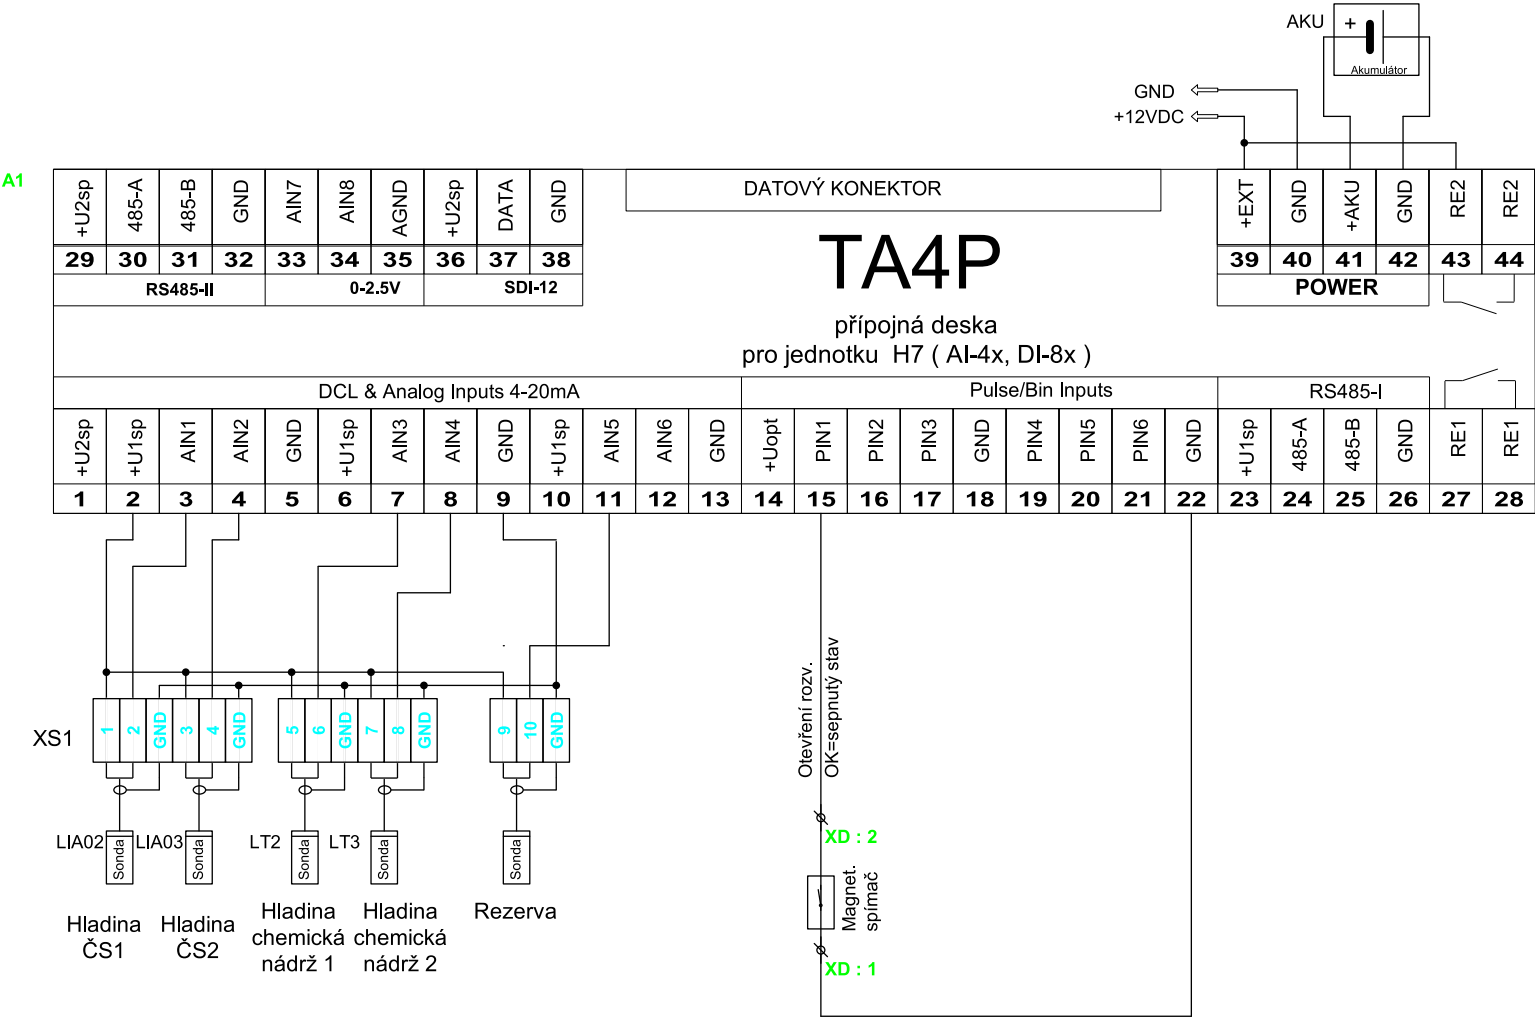 AKU
+
Akumulátor
GND
+12VDC
A1
+U2sp 485-A 485-B GND AIN7 AIN8 AGND +U2sp DATA GND
DATOVÝ KONEKTOR
+EXT GND +AKU GND RE2 RE2
29 30 31 32 33 34 35 36 37 38
39 40 41 42 43 44
RS485-II 0-2.5V SDI-12
POWER
TA4P
přípojná deska
pro jednotku H7 ( AI-4x, DI-8x )
DCL & Analog Inputs 4-20mA
Pulse/Bin Inputs
RS485-I
+U2sp +U1sp AIN1 AIN2 GND +U1sp AIN3 AIN4 GND +U1sp AIN5 AIN6 GND +Uopt PIN1 PIN2 PIN3 GND PIN4 PIN5 PIN6 GND +U1sp 485-A 485-B GND RE1 RE1
1 2 3 4 5 6 7 8 9 10 11 12 13 14 15 16 17 18 19 20 21 22 23 24 25 26 27 28
Otevření rozv.
OK=sepnutý stav
XS1
1 2 GND 3 4 GND
5 6 GND 7 8 GND
9 10 GND
LIA02 Sonda
LIA03 Sonda
LT2 Sonda
LT3 Sonda
Sonda
Hladina
ČS1
Hladina
ČS2
Hladina
chemická
nádrž 1
Hladina
chemická
nádrž 2
Rezerva
XD : 2
Magnet.
spímač
XD : 1